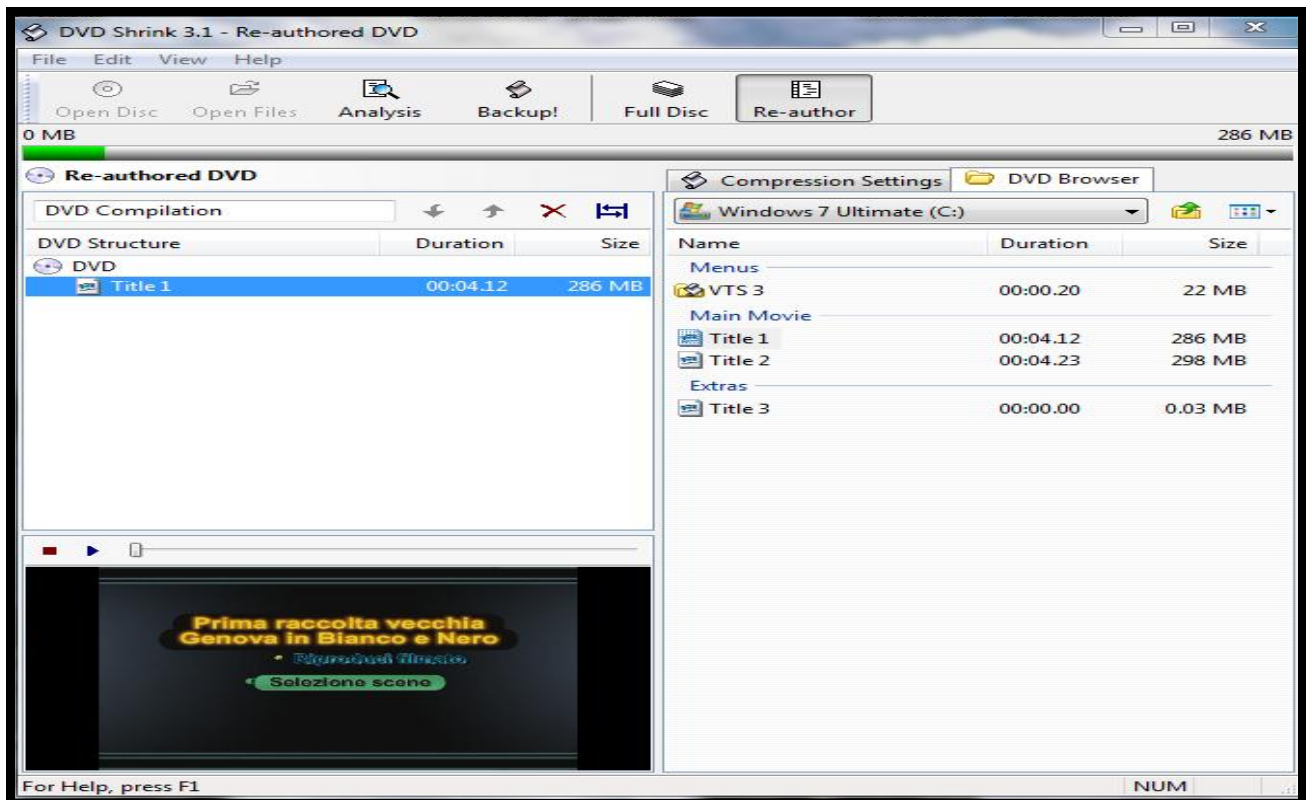 DVD Shrink 3.1 - Re-authored DVD
File Edit View Help
Open Disc Open Files Analysis Backup! Full Disc Re-author
0 MB 286 MB
Re-authored DVD
Compression Settings DVD Browser
DVD Compilation
Windows 7 Ultimate (C:)
DVD Structure Duration Size
Name Duration Size
DVD
Title 1 00:04.12 286 MB
Menus
VTS 3 00:00.20 22 MB
Main Movie
Title 1 00:04.12 286 MB
Title 2 00:04.23 298 MB
Extras
Title 3 00:00.00 0.03 MB
Prima raccolta vecchia
Genova in Bianco e Nero
Riproduci filmato
Selezione scene
For Help, press F1 NUM